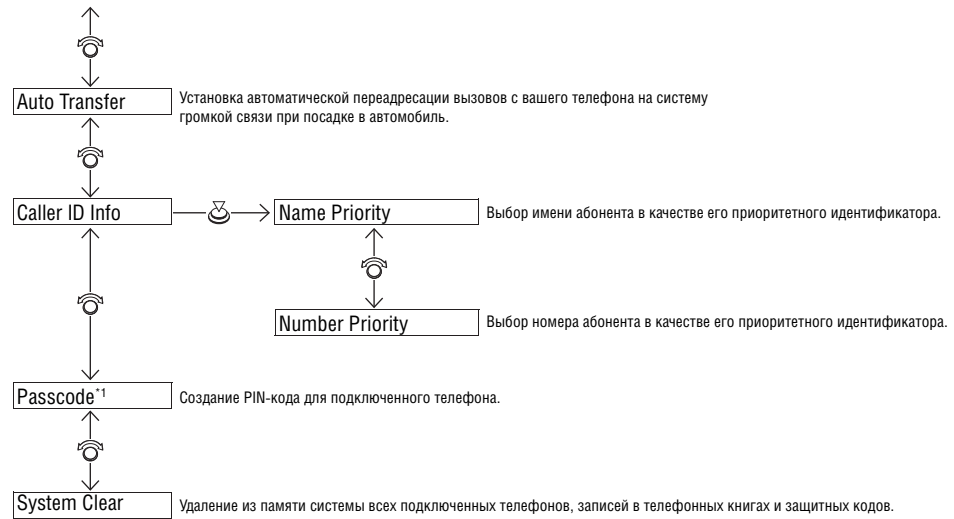 Auto Transfer
Установка автоматической переадресации вызовов с вашего телефона на систему
громкой связи при посадке в автомобиль.
Caller ID Info
Name Priority
Выбор имени абонента в качестве его приоритетного идентификатора.
Number Priority
Выбор номера абонента в качестве его приоритетного идентификатора.
Passcode*1
Создание PIN-кода для подключенного телефона.
System Clear
Удаление из памяти системы всех подключенных телефонов, записей в телефонных книгах и защитных кодов.